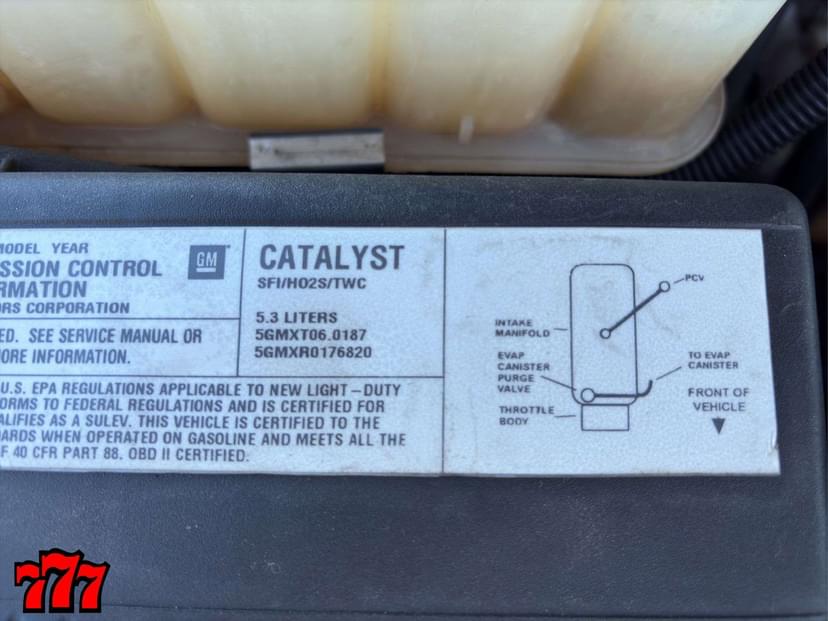 MODEL YEAR
SSION CONTROL
RMATION
ORS CORPORATION
GM
ED. SEE SERVICE MANUAL OR
ORE INFORMATION.
CATALYST
SFI/HO2S/TWC
5.3 LITERS
5GMXT06.0187
5GMXR0176820
U.S. EPA REGULATIONS APPLICABLE TO NEW LIGHT-DUTY
ORMS TO FEDERAL REGULATIONS AND IS CERTIFIED FOR
ALIFIES AS A SULEV. THIS VEHICLE IS CERTIFIED TO THE
ARDS WHEN OPERATED ON GASOLINE AND MEETS ALL THE
F 40 CFR PART 88. OBD II CERTIFIED.
PCV
INTAKE
MANIFOLD
EVAP
CANISTER
PURGE
VALVE
THROTTLE
BODY
TO EVAP
CANISTER
FRONT OF
VEHICLE
777